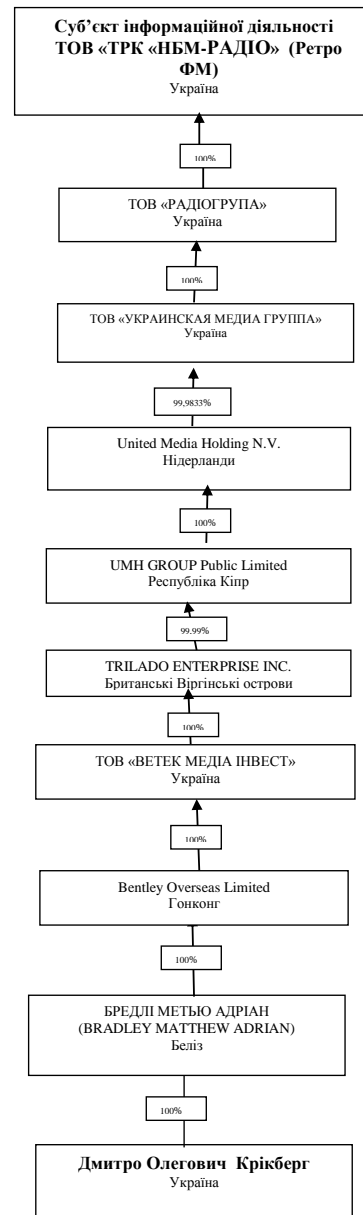 Суб’єкт інформаційної діяльності
ТОВ «ТРК «НБМ-РАДІО» (Ретро
ФМ)
Україна
100%
ТОВ «РАДІОГРУПА»
Україна
100%
ТОВ «УКРАИНСКАЯ МЕДИА ГРУППА»
Україна
99,9833%
United Media Holding N.V.
Нідерланди
100%
UMH GROUP Public Limited
Республіка Кіпр
99.99%
TRILADO ENTERPRISE INC.
Британські Віргінські острови
100%
ТОВ «ВЕТЕК МЕДІА ІНВЕСТ»
Україна
100%
Bentley Overseas Limited
Гонконг
100%
БРЕДЛІ МЕТЬЮ АДРІАН
(BRADLEY MATTHEW ADRIAN)
Беліз
100%
Дмитро Олегович Крікберг
Україна